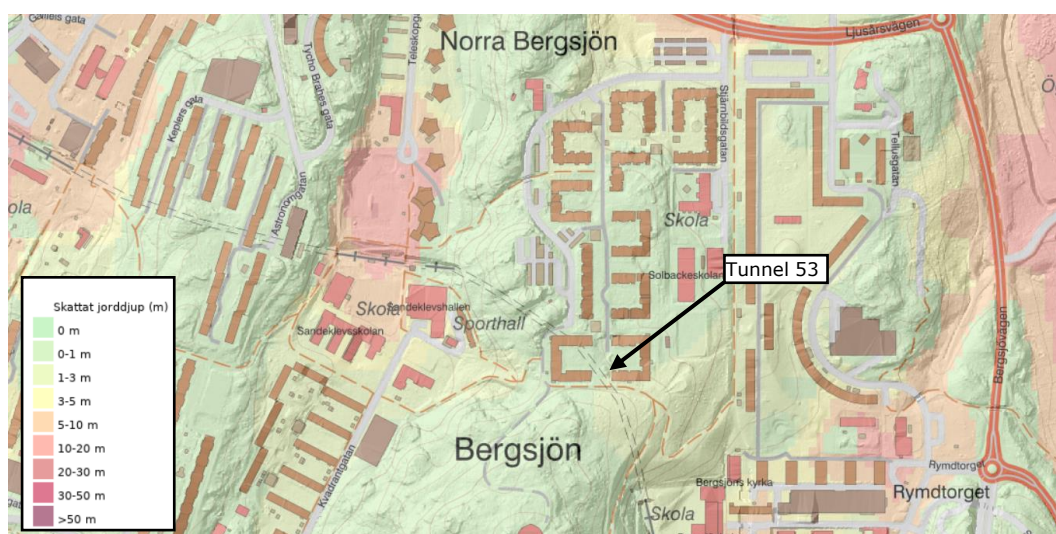 Galileis gata
Norra Bergsjön
Ljusårsvägen
Teleskopgatan
Tycho Brahes gata
Keplers gata
Stjärnbildsgatan
Tellusgatan
Astronomgatan
Skola
Solbackeskolan
Tunnel 53
Skola
Sandeklevshallen
Sporthall
Sandeklevsskolan
Bergsjövägen
Kvadrantgatan
Bergsjön
Bergsjöns kyrka
Rymdtorget
Rymdtorget
Skola
Skattat jorddjup (m)
0 m
0-1 m
1-3 m
3-5 m
5-10 m
10-20 m
20-30 m
30-50 m
>50 m